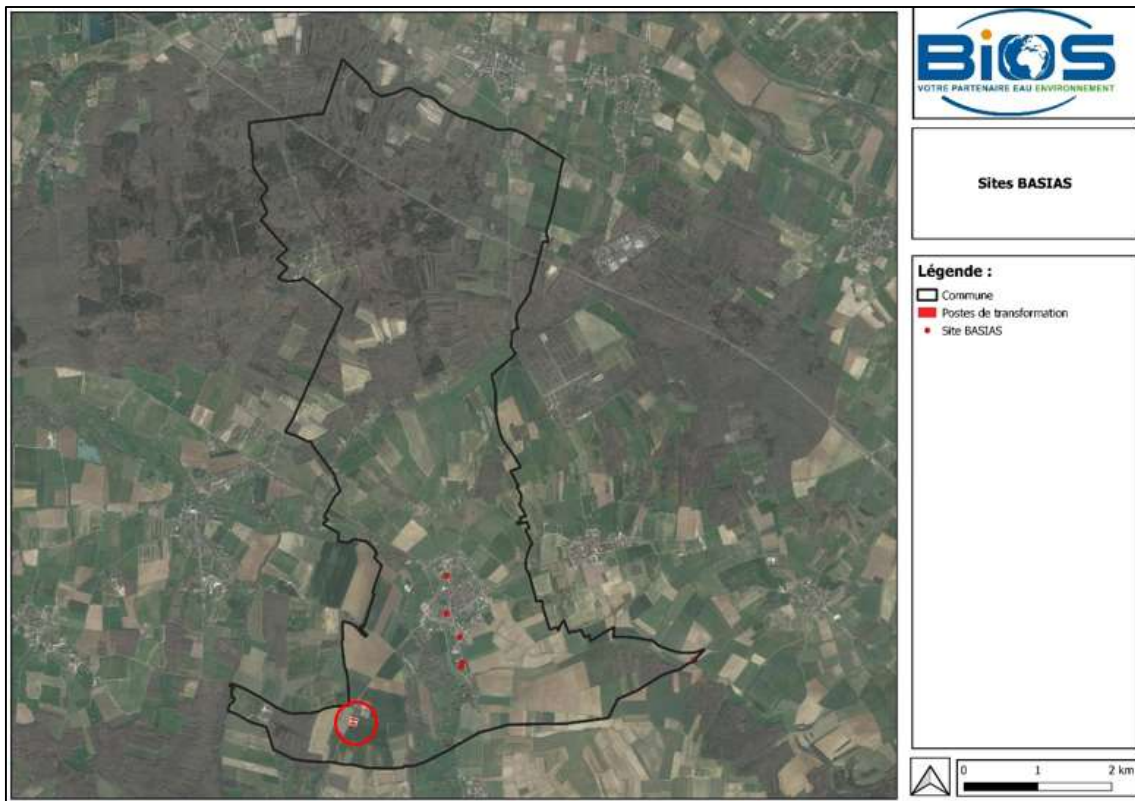 BiOS
VOTRE PARTENAIRE EAU ENVIRONNEMENT
Sites BASIAS
Légende :
Commune
Postes de transformation
Site BASIAS
0 1 2 km